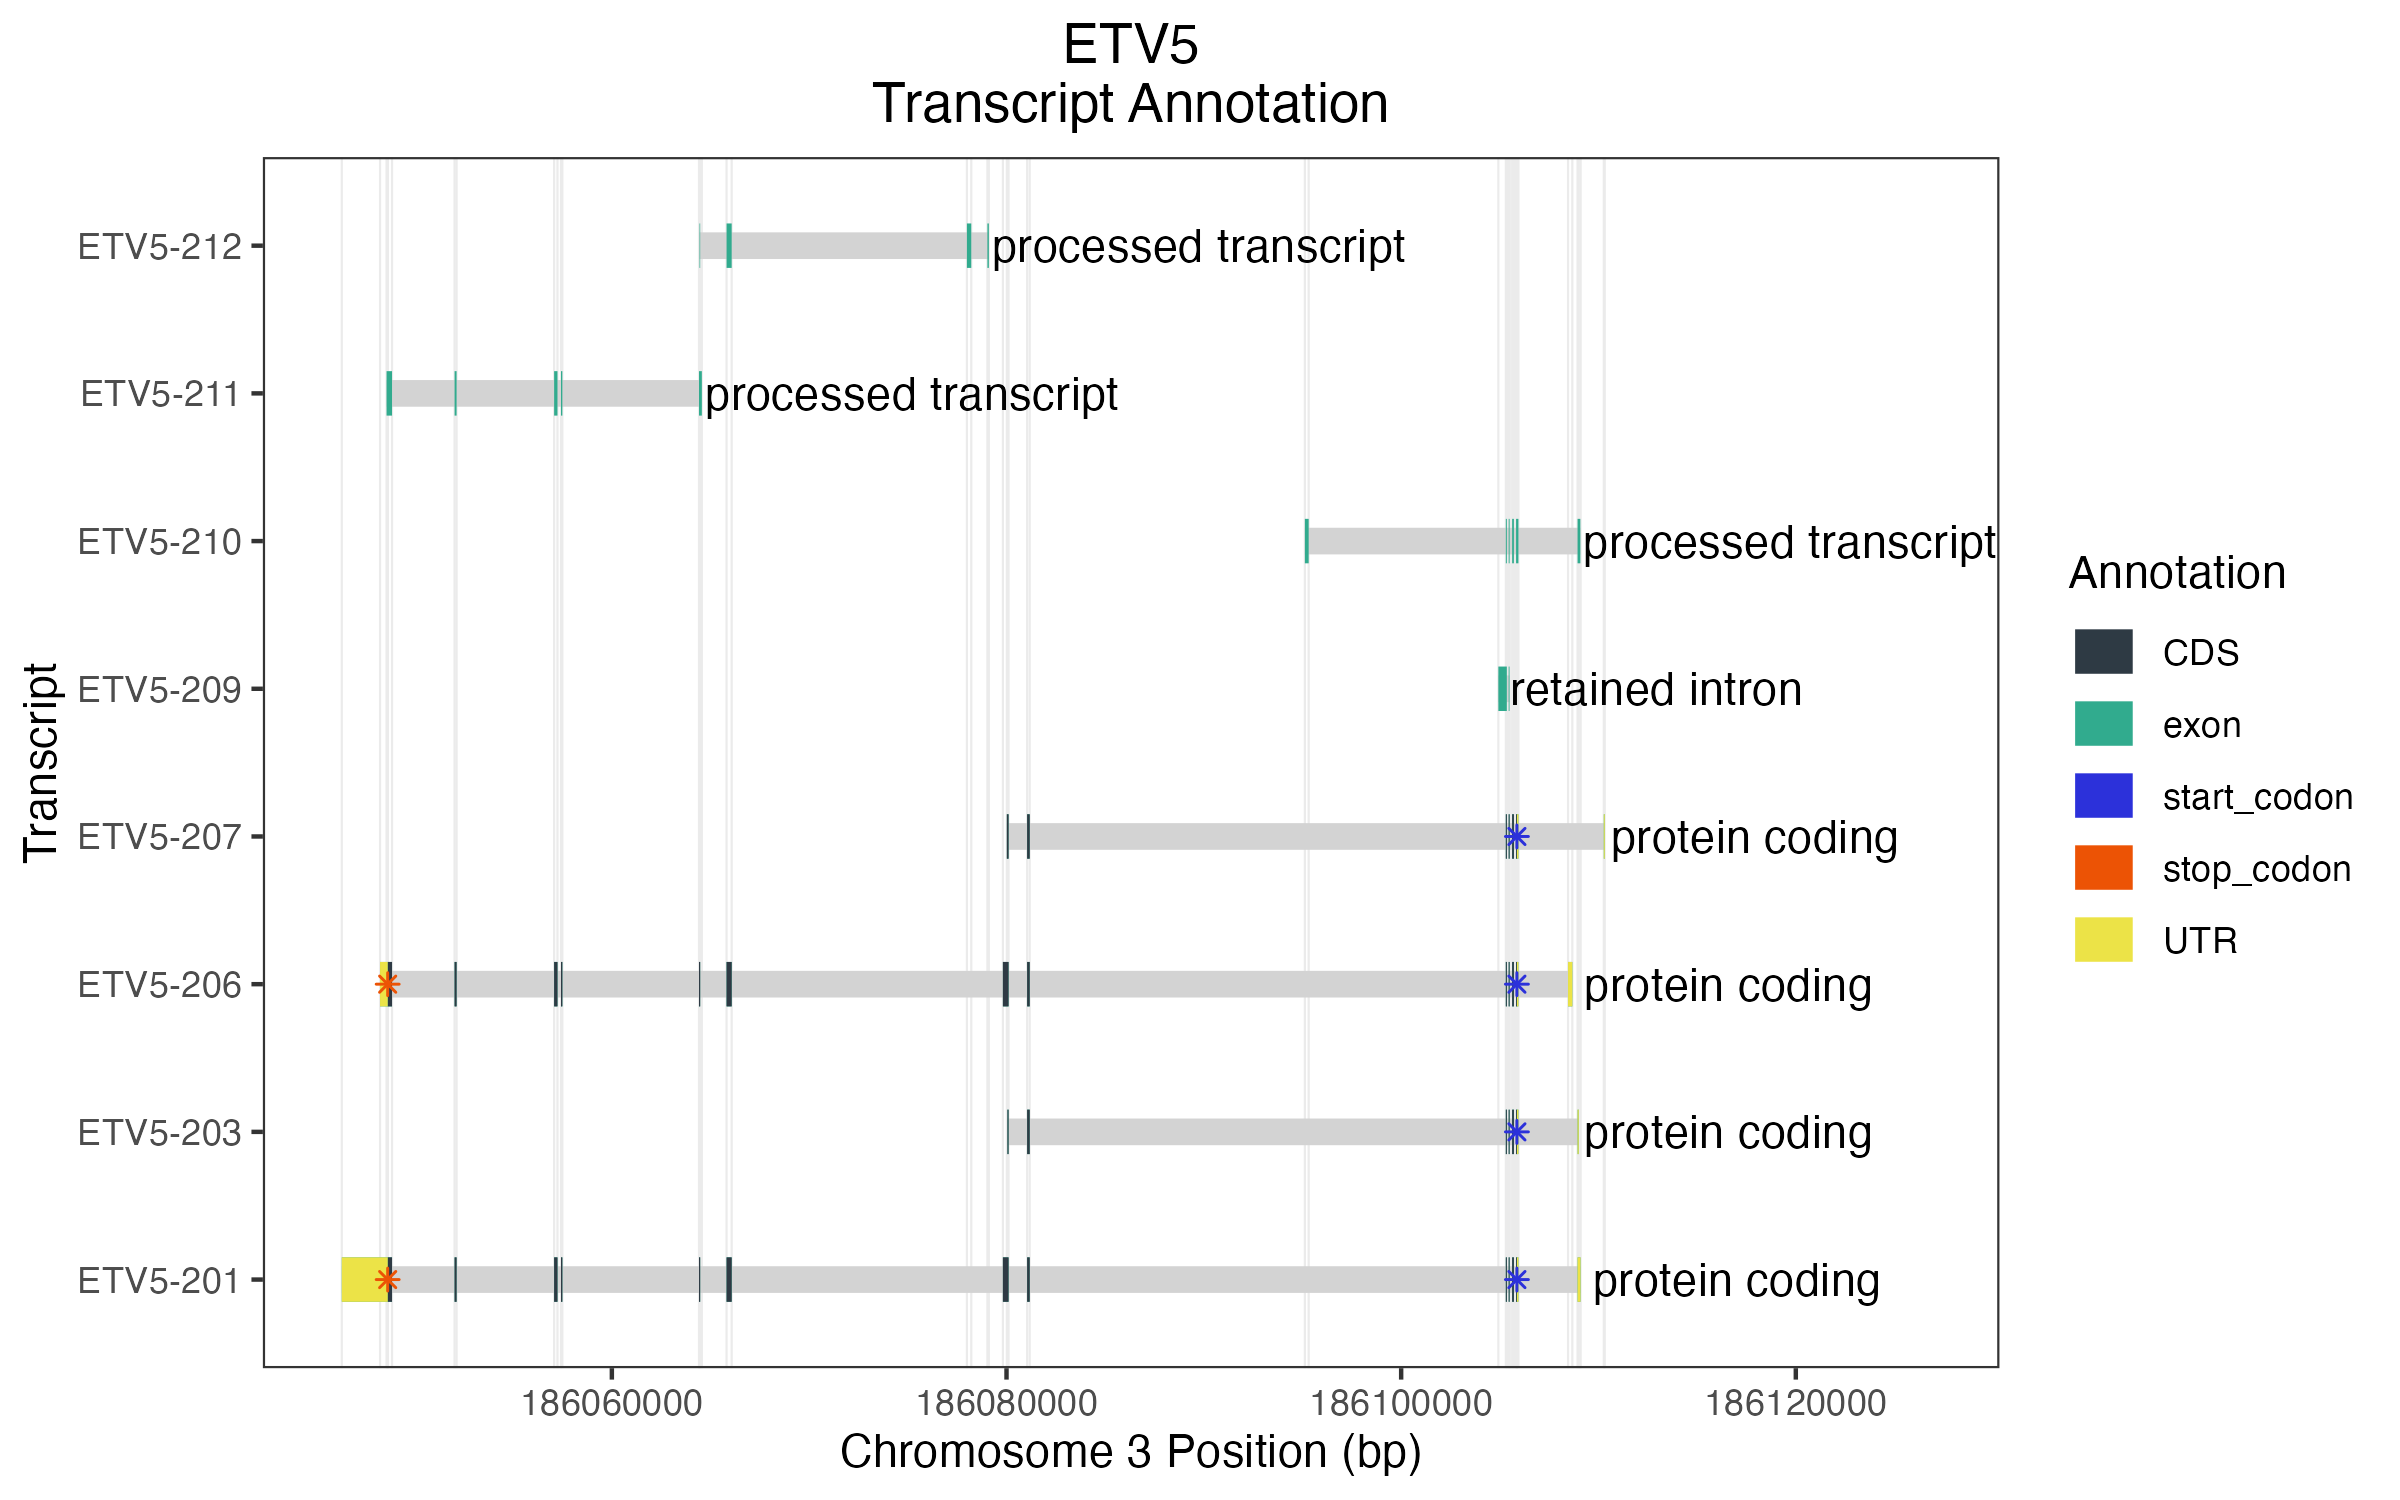 ETV5
Transcript Annotation
ETV5-212
processed transcript
ETV5-211
processed transcript
ETV5-210
processed transcript
ETV5-209
retained intron
ETV5-207
protein coding
ETV5-206
protein coding
ETV5-203
protein coding
ETV5-201
protein coding
Transcript
186060000 186080000 186100000 186120000
Chromosome 3 Position (bp)
Annotation
CDS
exon
start_codon
stop_codon
UTR